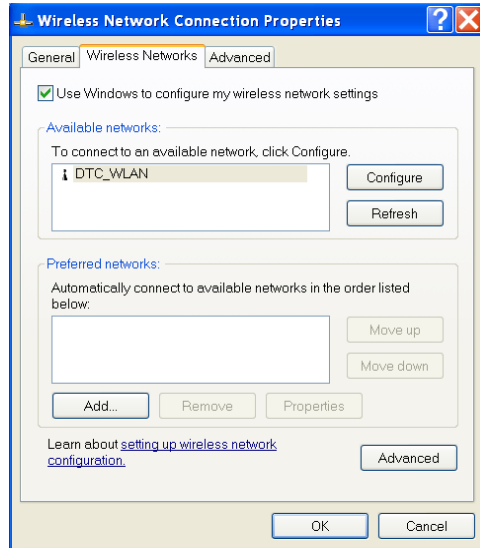 Wireless Network Connection Properties
General Wireless Networks Advanced
Use Windows to configure my wireless network settings
Available networks:
To connect to an available network, click Configure.
DTC_WLAN
Configure
Refresh
Preferred networks:
Automatically connect to available networks in the order listed
below:
Move up
Move down
Add... Remove Properties
Learn about setting up wireless network
configuration.
Advanced
OK Cancel